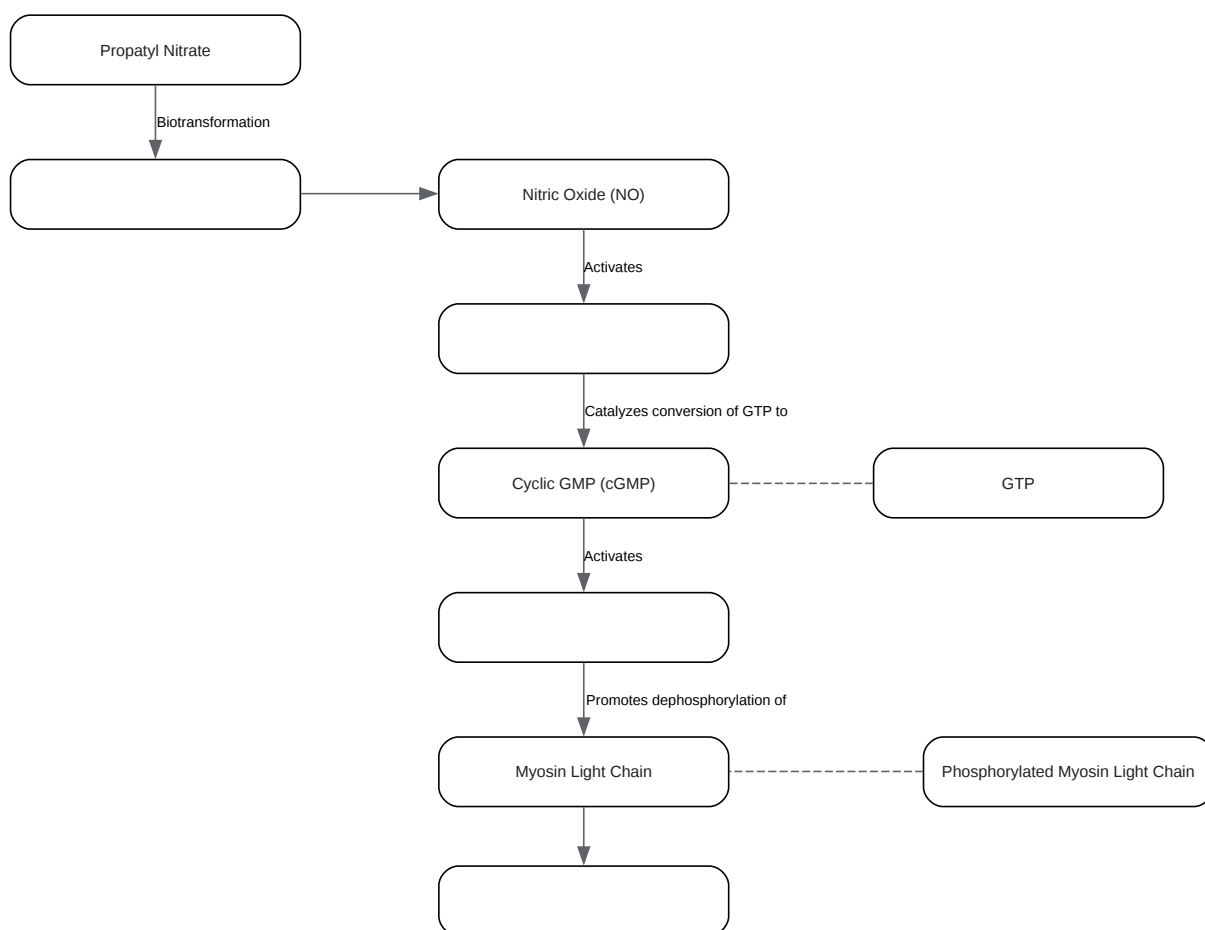 Propatyl Nitrate
Biotransformation
Nitric Oxide (NO)
Activates
Catalyzes conversion of GTP to
Cyclic GMP (cGMP)
GTP
Activates
Promotes dephosphorylation of
Myosin Light Chain
Phosphorylated Myosin Light Chain